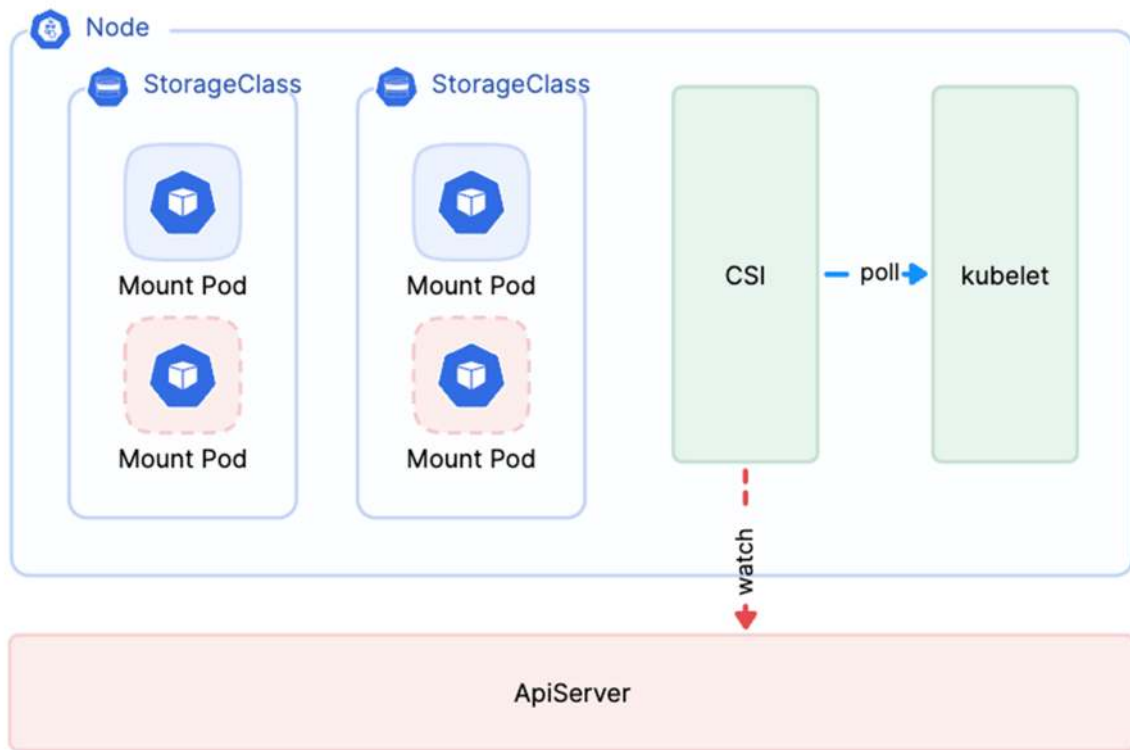 Node
StorageClass
StorageClass
Mount Pod
Mount Pod
Mount Pod
Mount Pod
CSI
poll
kubelet
watch
ApiServer